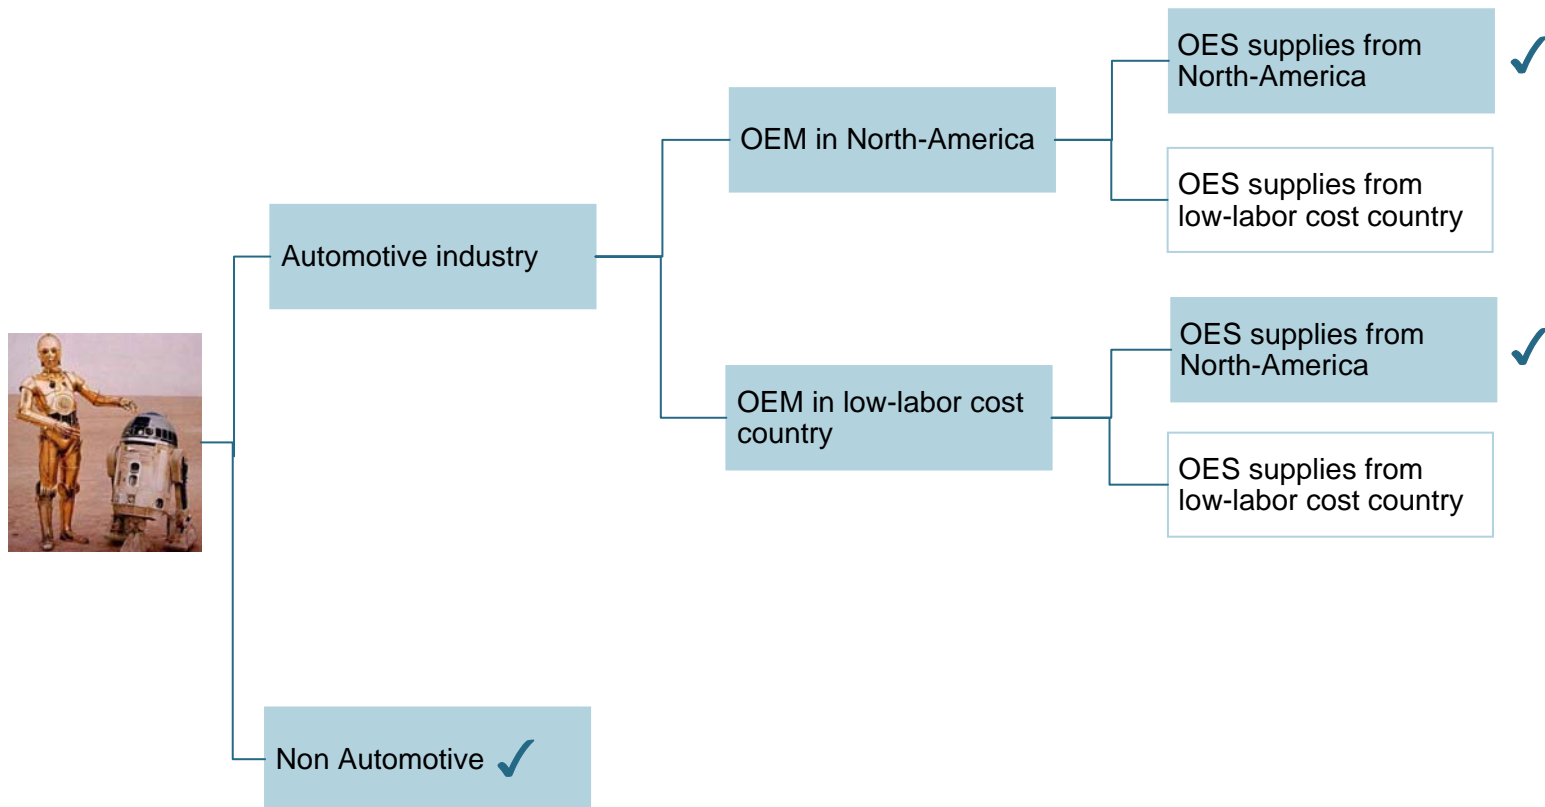 OES supplies from
North-America
OEM in North-America
OES supplies from
low-labor cost country
Automotive industry
OES supplies from
North-America
OEM in low-labor cost
country
OES supplies from
low-labor cost country
Non Automotive